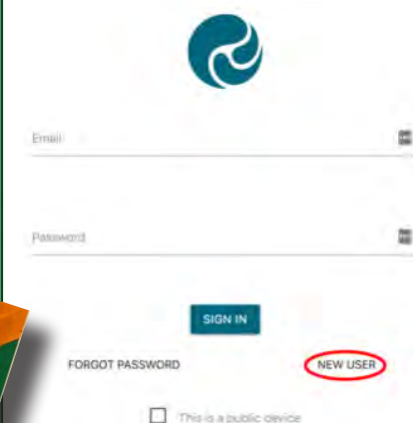 Email
Password
SIGN IN
FORGOT PASSWORD NEW USER
This is a public device